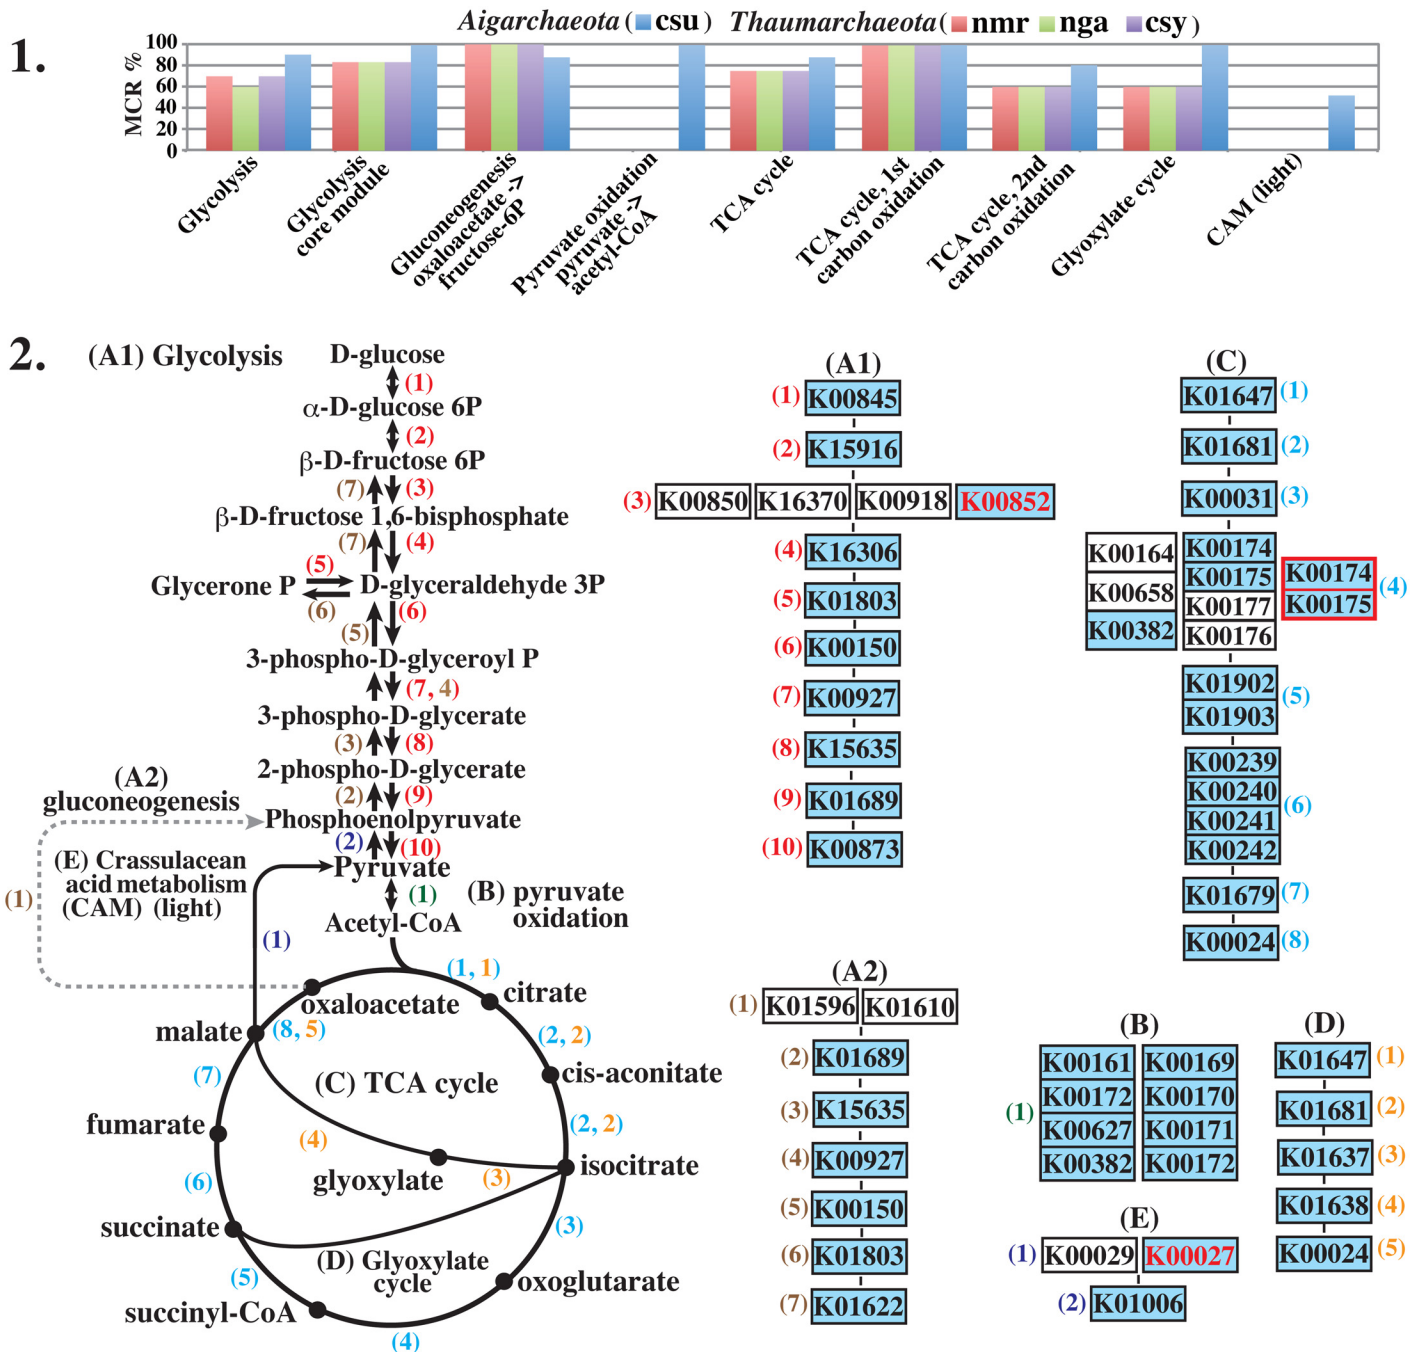 Aigarchaeota ( csu ) Thaumarchaeota ( nmr nga csy )
1.
MCR %
100
80
60
40
20
0
Glycolysis
Glycolysis
core module
Gluconeogenesis
oxaloacetate ->
fructose-6P
Pyruvate oxidation
pyruvate ->
acetyl-CoA
TCA cycle
TCA cycle, 1st
carbon oxidation
TCA cycle, 2nd
carbon oxidation
Glyoxylate cycle
CAM (light)
2.
(A1) Glycolysis
D-glucose
(1)
α-D-glucose 6P
(2)
β-D-fructose 6P
(7) (3)
β-D-fructose 1,6-bisphosphate
(7) (4)
Glycerone P (5) D-glyceraldehyde 3P
(6)
(5) (6)
3-phospho-D-glyceroyl P
(7, 4)
3-phospho-D-glycerate
(3) (8)
2-phospho-D-glycerate
(2) (9)
(A2)
gluconeogenesis
Phosphoenolpyruvate
(2) (10)
(E) Crassulacean
acid metabolism
(CAM) (light)
(1)
Pyruvate
(1)
(B) pyruvate
oxidation
Acetyl-CoA
(1)
(1, 1)
oxaloacetate
citrate
malate
(8, 5)
(2, 2)
(7)
(C) TCA cycle
cis-aconitate
fumarate
(4)
(2, 2)
glyoxylate
(3)
isocitrate
(6)
succinate
(3)
(D) Glyoxylate
cycle
(5)
oxoglutarate
succinyl-CoA
(4)
(A1)
(1) K00845
(2) K15916
(3) K00850 K16370 K00918 K00852
(4) K16306
(5) K01803
(6) K00150
(7) K00927
(8) K15635
(9) K01689
(10) K00873
(C)
K01647 (1)
K01681 (2)
K00031 (3)
K00164
K00658
K00382
K00174
K00175
K00177
K00176
K00174
K00175
(4)
K01902
K01903
(5)
K00239
K00240
K00241
K00242
(6)
K01679 (7)
K00024 (8)
(A2)
(1) K01596 K01610
(2) K01689
(3) K15635
(4) K00927
(5) K00150
(6) K01803
(7) K01622
(B)
(1)
K00161 K00169
K00172 K00170
K00627 K00171
K00382 K00172
(D)
K01647 (1)
K01681 (2)
K01637 (3)
K01638 (4)
K00024 (5)
(E)
(1) K00029 K00027
(2) K01006